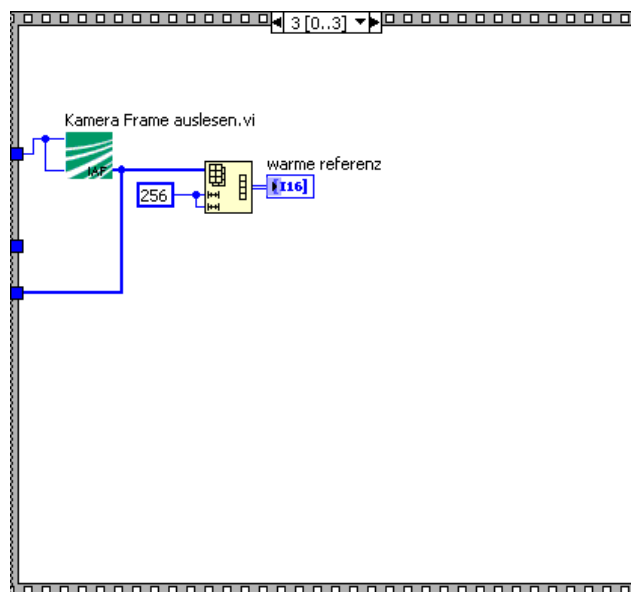 3 [0..3]
Kamera Frame auslesen.vi
IAF
warme referenz
256
I16]